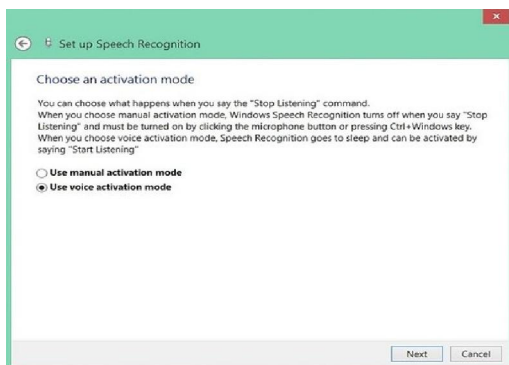 Set up Speech Recognition
Choose an activation mode
You can choose what happens when you say the "Stop Listening" command.
When you choose manual activation mode, Windows Speech Recognition turns off when you say "Stop
Listening" and must be turned on by clicking the microphone button or pressing Ctrl+Windows key.
When you choose voice activation mode, Speech Recognition goes to sleep and can be activated by
saying "Start Listening"
Use manual activation mode
Use voice activation mode
Next Cancel